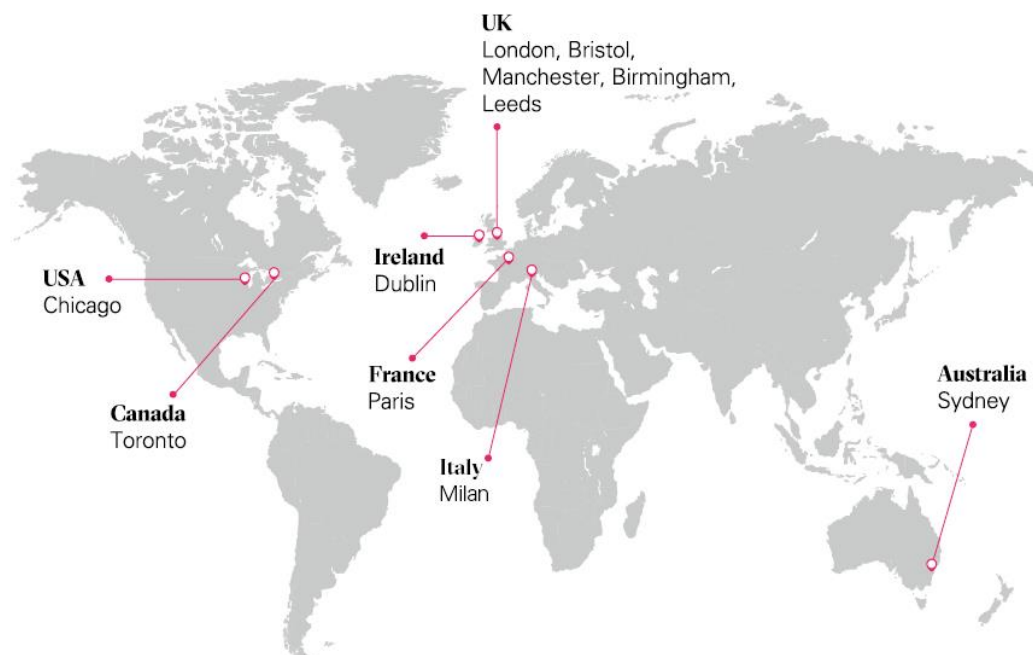 UK
London, Bristol,
Manchester, Birmingham,
Leeds
Ireland
Dublin
USA
Chicago
France
Paris
Australia
Sydney
Canada
Toronto
Italy
Milan